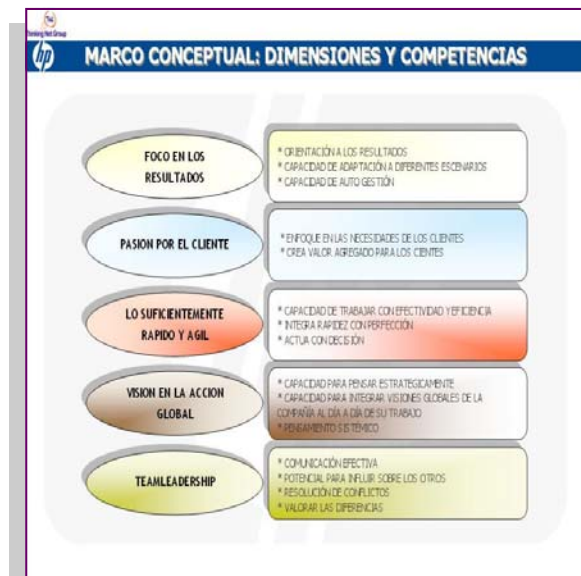 Thinking Net Group
hp
MARCO CONCEPTUAL: DIMENSIONES Y COMPETENCIAS
FOCO EN LOS
RESULTADOS
* ORIENTACIÓN A LOS RESULTADOS
* CAPACIDAD DE ADAPTACIÓN A DIFERENTES ESCENARIOS
* CAPACIDAD DE AUTO GESTIÓN
PASION POR EL CLIENTE
* ENFOQUE EN LAS NECESIDADES DE LOS CLIENTES
* CREA VALOR AGREGADO PARA LOS CIENTES
LO SUFICIENTEMENTE
RAPIDO Y AGIL
* CAPACIDAD DE TRABAJAR CON EFECTIVIDAD Y EFICIENCIA
* INTEGRA RAPIDEZ CON PERFECCIÓN
* ACTUA CON DECISIÓN
VISION EN LA ACCION
GLOBAL
* CAPACIDAD PARA PENSAR ESTRATEGICAMENTE
* CAPACIDAD PARA INTEGRAR VISIONES GLOBALES DE LA
COMPAÑÍA AL DÍA A DÍA DE SU TRABAJO
* PENSAMIENTO SISTÉMICO
TEAMLEADERSHIP
* COMUNICACIÓN EFECTIVA
* POTENCIAL PARA INFLUIR SOBRE LOS OTROS
* RESOLUCIÓN DE CONFLICTOS
* VALORAR LAS DIFERENCIAS